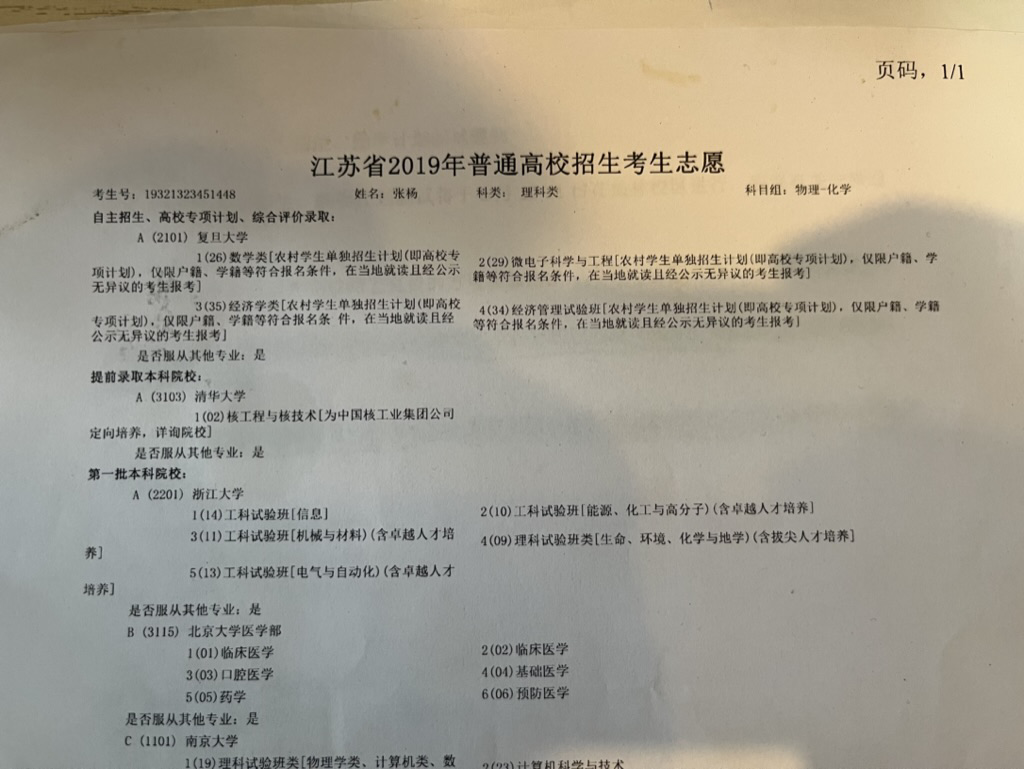 页码，1/1
江苏省2019年普通高校招生考生志愿
考生号：19321323451448 姓名：张杨 科类： 理科类 科目组：物理-化学
自主招生、高校专项计划、综合评价录取：
A (2101) 复旦大学
1(26)数学类[农村学生单独招生计划(即高校专
项计划)，仅限户籍、学籍等符合报名条件，在当地就读且经公示
无异议的考生报考]
2(29)微电子科学与工程[农村学生单独招生计划(即高校专项计划)，仅限户籍、学
籍等符合报名条件，在当地就读且经公示无异议的考生报考]
3(35)经济学类[农村学生单独招生计划(即高校
专项计划)，仅限户籍、学籍等符合报名条 件，在当地就读且经
公示无异议的考生报考]
4(34)经济管理试验班[农村学生单独招生计划(即高校专项计划)，仅限户籍、学籍
等符合报名条件，在当地就读且经公示无异议的考生报考]
是否服从其他专业：是
提前录取本科院校：
A (3103) 清华大学
1(02)核工程与核技术[为中国核工业集团公司
定向培养，详询院校]
是否服从其他专业：是
第一批本科院校：
A (2201) 浙江大学
1(14)工科试验班[信息]
2(10)工科试验班[能源、化工与高分子)(含卓越人才培养]
3(11)工科试验班[机械与材料)(含卓越人才培
养]
4(09)理科试验班类[生命、环境、化学与地学)(含拔尖人才培养]
5(13)工科试验班[电气与自动化)(含卓越人才
培养]
是否服从其他专业：是
B (3115) 北京大学医学部
1(01)临床医学 2(02)临床医学
3(03)口腔医学 4(04)基础医学
5(05)药学 6(06)预防医学
是否服从其他专业：是
C (1101) 南京大学
1(19)理科试验班类[物理学类、计算机类、数 2(23)计算机科学与技术